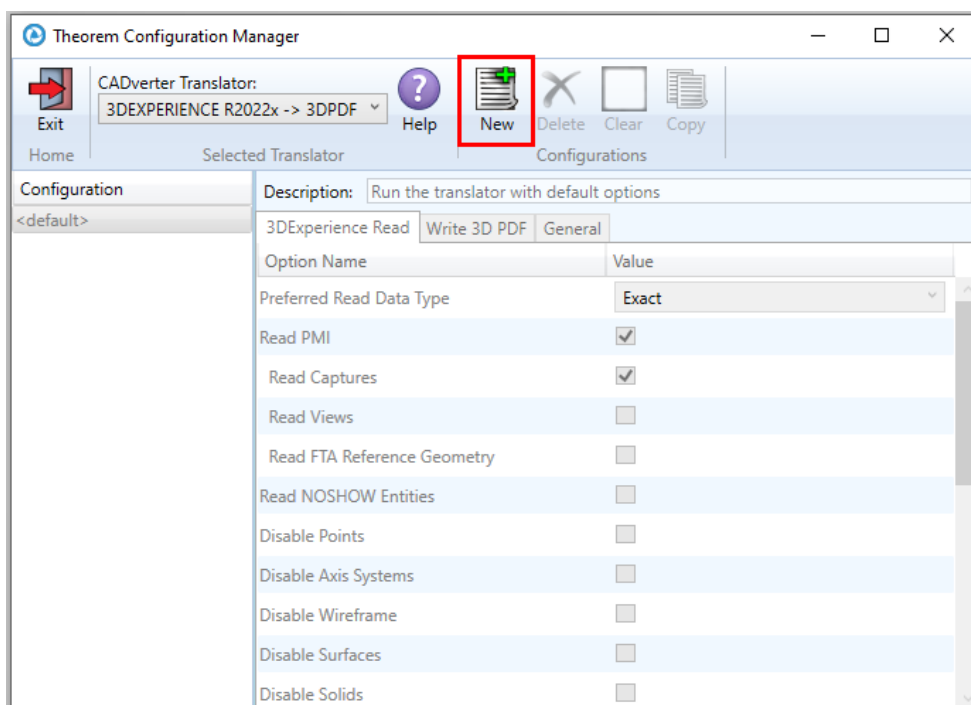 Theorem Configuration Manager
CADverter Translator:
3DEXPERIENCE R2022x -> 3DPDF
Exit
Help
New
Delete
Clear
Copy
Home
Selected Translator
Configurations
Configuration
<default>
Description: Run the translator with default options
3DExperience Read Write 3D PDF General
Option Name Value
Preferred Read Data Type Exact
Read PMI
Read Captures
Read Views
Read FTA Reference Geometry
Read NOSHOW Entities
Disable Points
Disable Axis Systems
Disable Wireframe
Disable Surfaces
Disable Solids